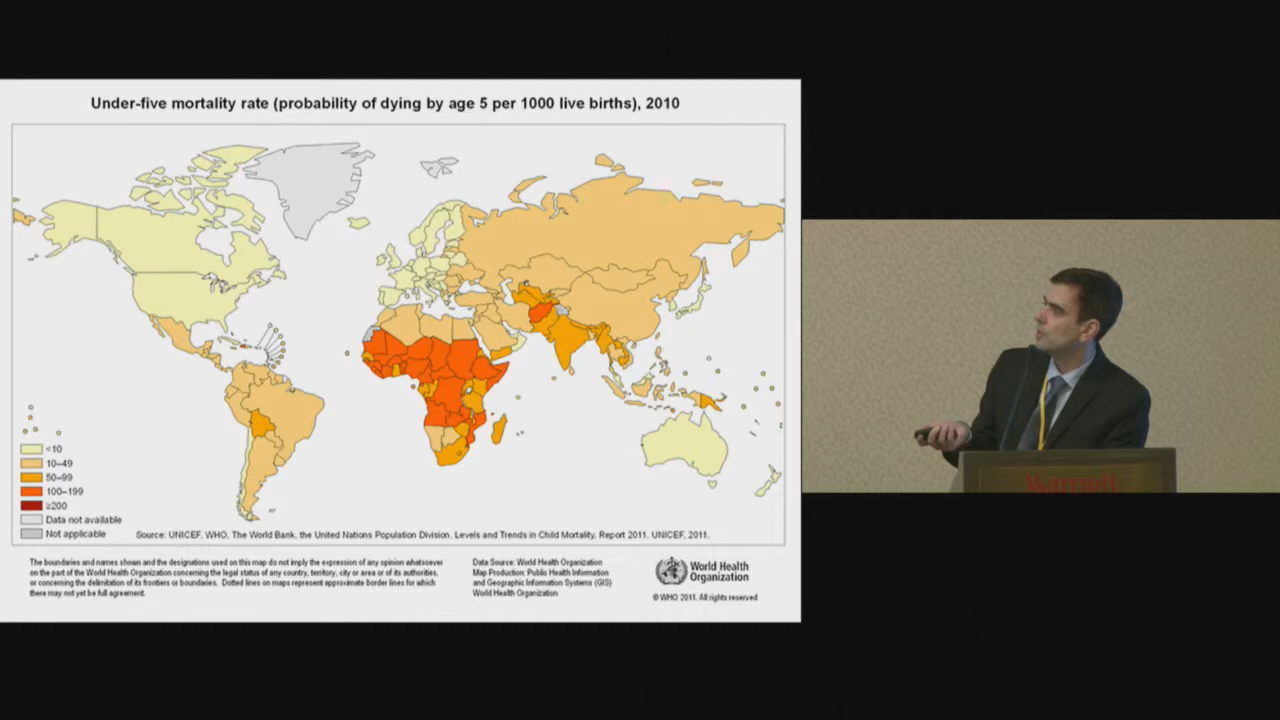 Under-five mortality rate (probability of dying by age 5 per 1000 live births), 2010
<10
10–49
50–99
100–199
≥200
Data not available
Not applicable
Source: UNICEF, WHO, The World Bank, the United Nations Population Division. Levels and Trends in Child Mortality. Report 2011. UNICEF, 2011.
The boundaries and names shown and the designations used on this map do not imply the expression of any opinion whatsoever
on the part of the World Health Organization concerning the legal status of any country, territory, city or area or of its authorities,
or concerning the delimitation of its frontiers or boundaries. Dotted lines on maps represent approximate border lines for which
there may not yet be full agreement.
Data Source: World Health Organization
Map Production: Public Health Information
and Geographic Information Systems (GIS)
World Health Organization
World Health
Organization
© WHO 2011. All rights reserved
Marriott